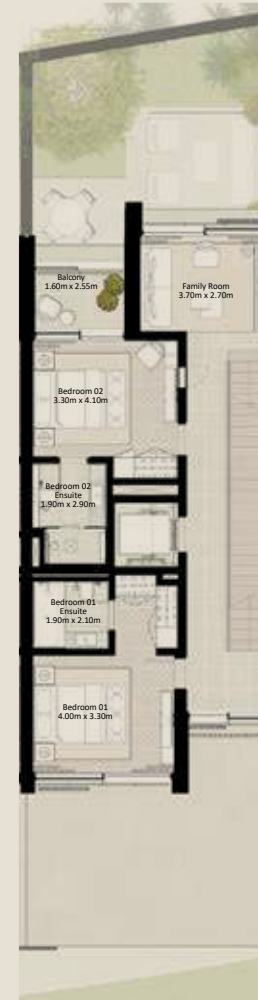 Balcony
1.60m x 2.55m
Family Room
3.70m x 2.70m
Bedroom 02
3.30m x 4.10m
Bedroom 02
Ensuite
1.90m x 2.90m
Bedroom 01
Ensuite
1.90m x 2.10m
Bedroom 01
4.00m x 3.30m